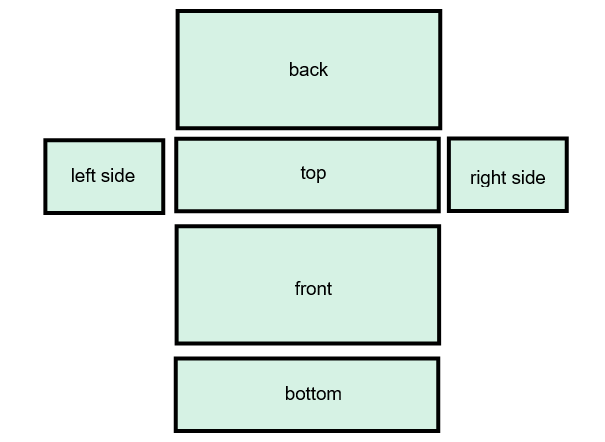 back
left side
top
right side
front
bottom